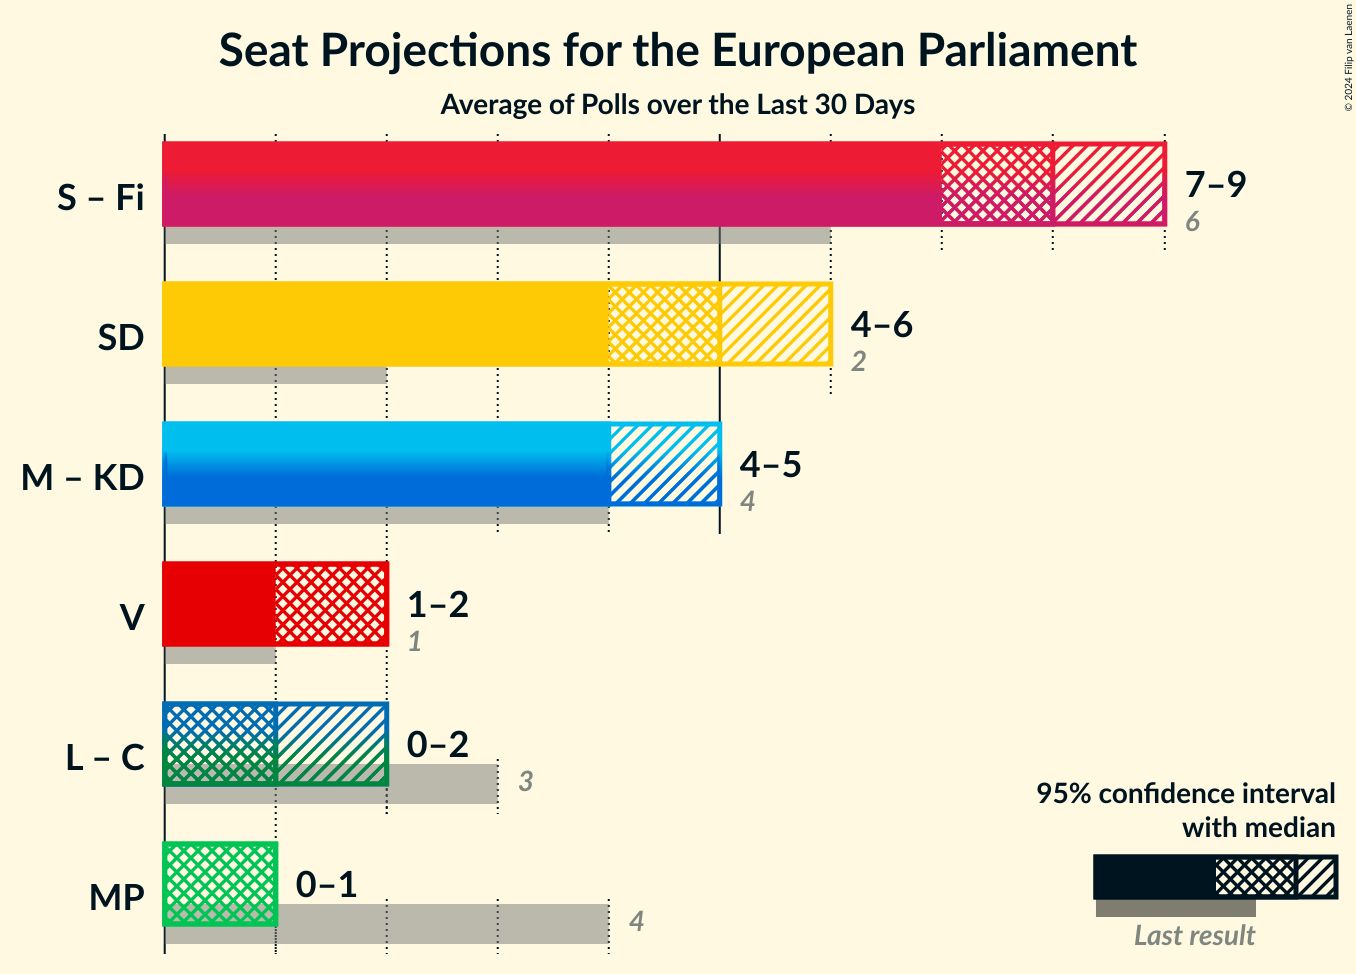 Seat Projections for the European Parliament
Average of Polls over the Last 30 Days
© 2024 Filip van Laenen
S – Fi
7–9
6
SD
4–6
2
M – KD
4–5
4
V
1–2
1
L – C
0–2
3
MP
0–1
4
95% confidence interval
with median
Last result